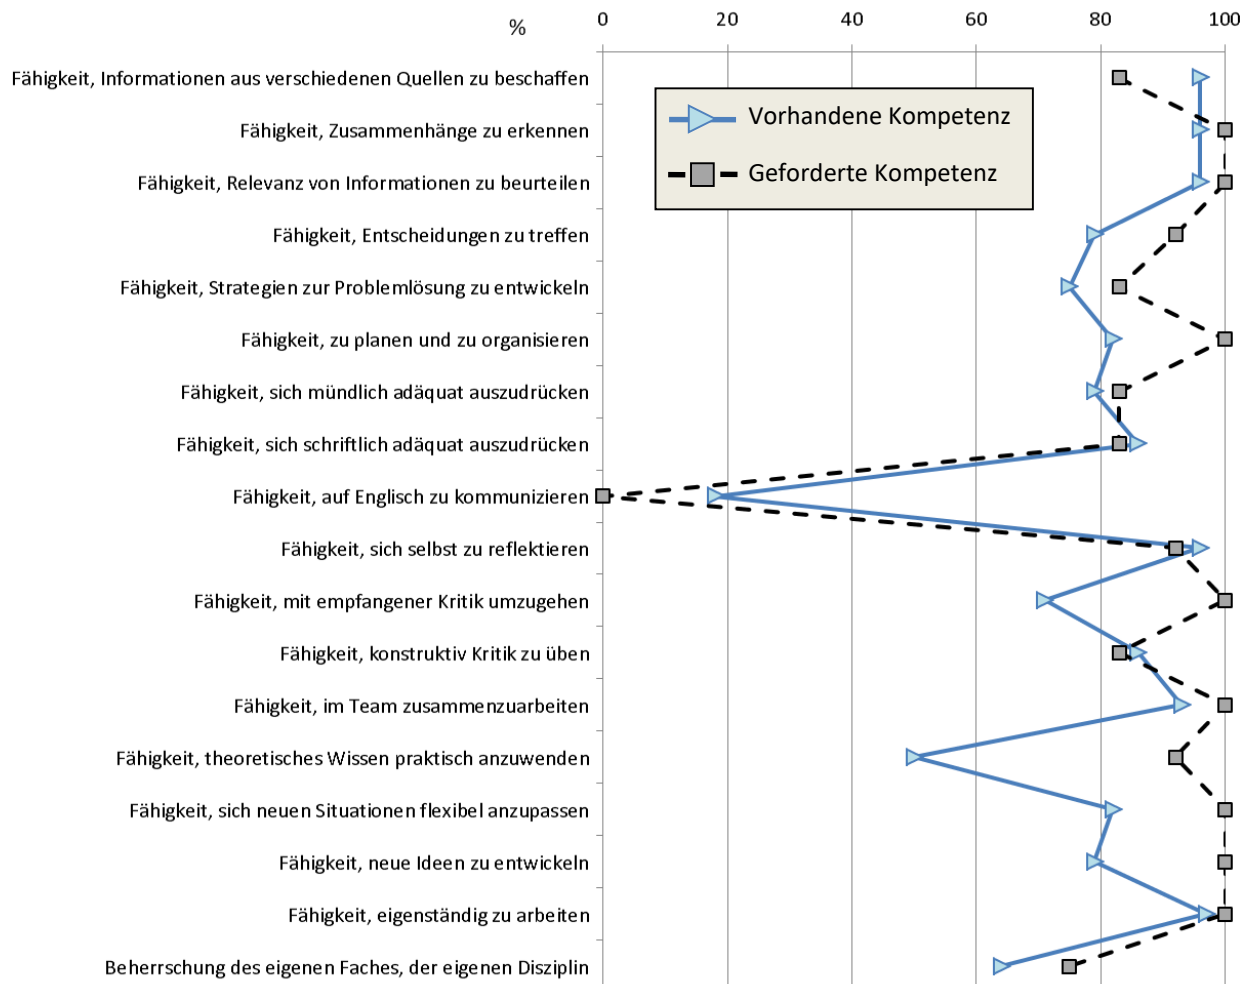 % 0 20 40 60 80 100
Fähigkeit, Informationen aus verschiedenen Quellen zu beschaffen
Vorhandene Kompetenz
Fähigkeit, Zusammenhänge zu erkennen
Geforderte Kompetenz
Fähigkeit, Relevanz von Informationen zu beurteilen
Fähigkeit, Entscheidungen zu treffen
Fähigkeit, Strategien zur Problemlösung zu entwickeln
Fähigkeit, zu planen und zu organisieren
Fähigkeit, sich mündlich adäquat auszudrücken
Fähigkeit, sich schriftlich adäquat auszudrücken
Fähigkeit, auf Englisch zu kommunizieren
Fähigkeit, sich selbst zu reflektieren
Fähigkeit, mit empfangener Kritik umzugehen
Fähigkeit, konstruktiv Kritik zu üben
Fähigkeit, im Team zusammenzuarbeiten
Fähigkeit, theoretisches Wissen praktisch anzuwenden
Fähigkeit, sich neuen Situationen flexibel anzupassen
Fähigkeit, neue Ideen zu entwickeln
Fähigkeit, eigenständig zu arbeiten
Beherrschung des eigenen Faches, der eigenen Disziplin